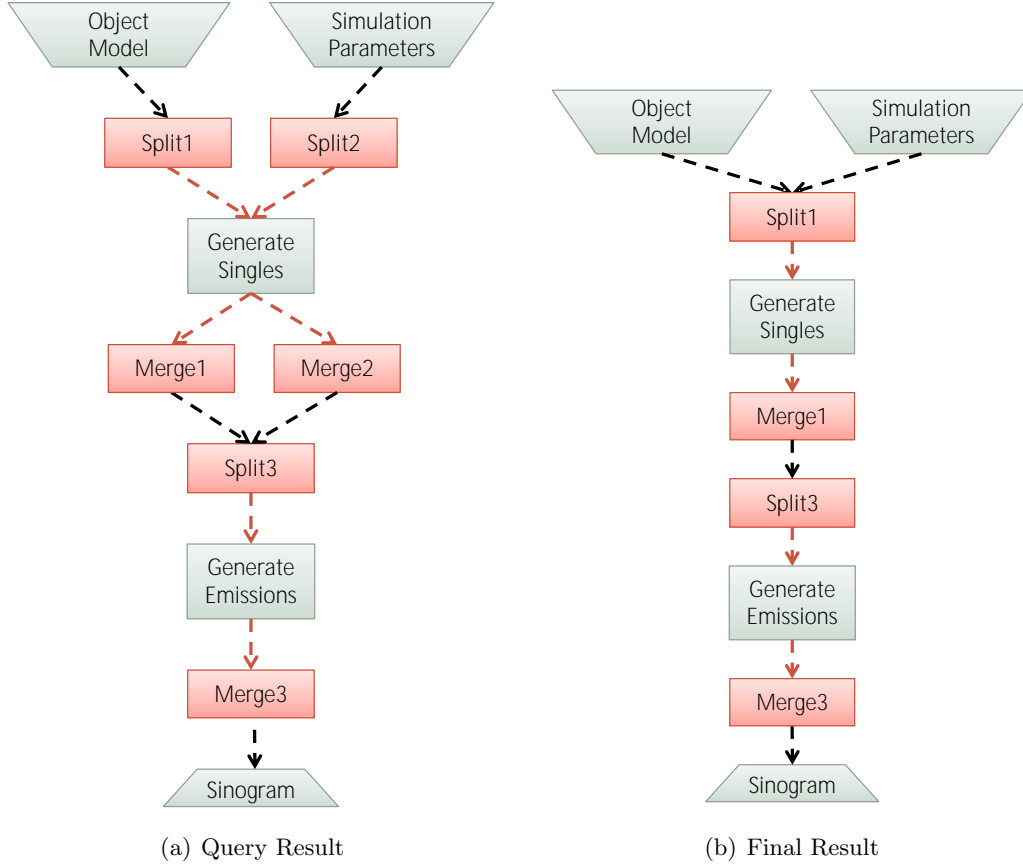 Object
Model
Simulation
Parameters
Split1
Split2
Generate
Singles
Merge1
Merge2
Split3
Generate
Emissions
Merge3
Sinogram
(a) Query Result
Object
Model
Simulation
Parameters
Split1
Generate
Singles
Merge1
Split3
Generate
Emissions
Merge3
Sinogram
(b) Final Result